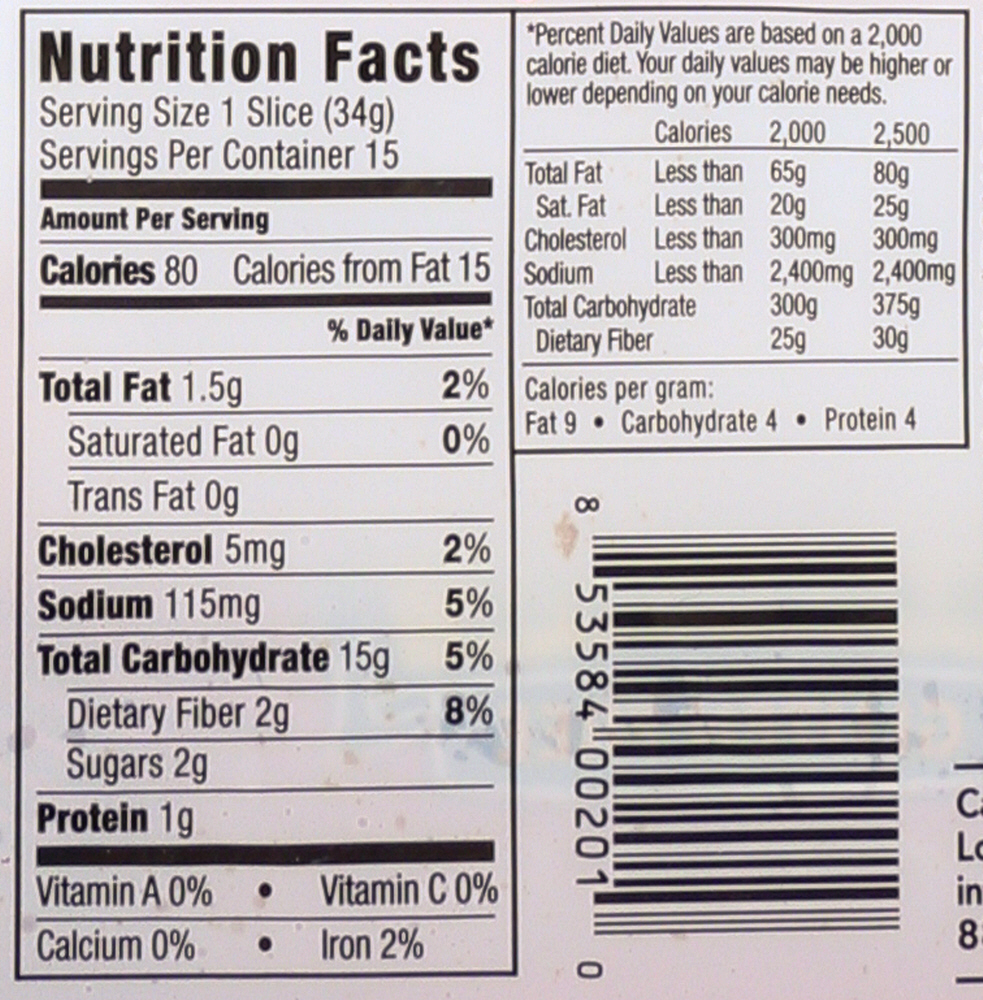 Nutrition Facts
Serving Size 1 Slice (34g)
Servings Per Container 15
Amount Per Serving
Calories 80 Calories from Fat 15
% Daily Value*
Total Fat 1.5g 2%
Saturated Fat 0g 0%
Trans Fat 0g
Cholesterol 5mg 2%
Sodium 115mg 5%
Total Carbohydrate 15g 5%
Dietary Fiber 2g 8%
Sugars 2g
Protein 1g
Vitamin A 0% • Vitamin C 0%
Calcium 0% • Iron 2%
*Percent Daily Values are based on a 2,000
calorie diet. Your daily values may be higher or
lower depending on your calorie needs.
Calories 2,000 2,500
Total Fat Less than 65g 80g
Sat. Fat Less than 20g 25g
Cholesterol Less than 300mg 300mg
Sodium Less than 2,400mg 2,400mg
Total Carbohydrate 300g 375g
Dietary Fiber 25g 30g
Calories per gram:
Fat 9 • Carbohydrate 4 • Protein 4
8 53584 00201 0
in